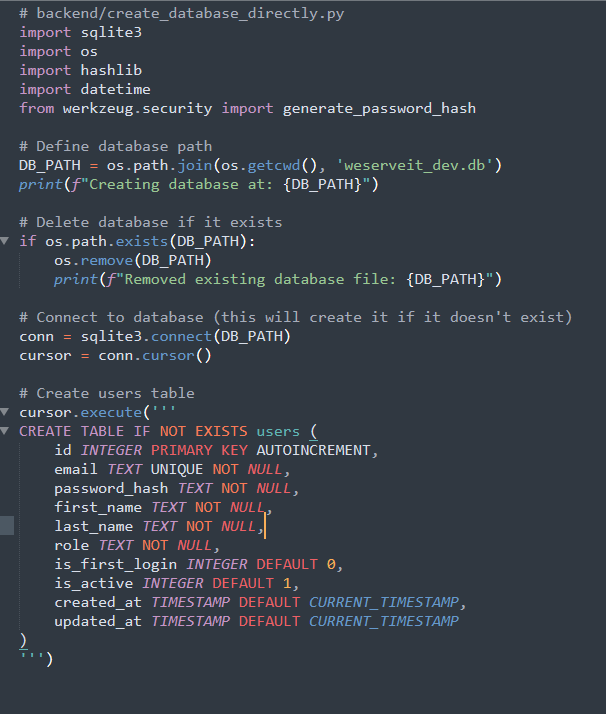 # backend/create_database_directly.py
import sqlite3
import os
import hashlib
import datetime
from werkzeug.security import generate_password_hash

# Define database path
DB_PATH = os.path.join(os.getcwd(), 'weserveit_dev.db')
print(f"Creating database at: {DB_PATH}")

# Delete database if it exists
if os.path.exists(DB_PATH):
    os.remove(DB_PATH)
    print(f"Removed existing database file: {DB_PATH}")

# Connect to database (this will create it if it doesn't exist)
conn = sqlite3.connect(DB_PATH)
cursor = conn.cursor()

# Create users table
cursor.execute('''
CREATE TABLE IF NOT EXISTS users (
    id INTEGER PRIMARY KEY AUTOINCREMENT,
    email TEXT UNIQUE NOT NULL,
    password_hash TEXT NOT NULL,
    first_name TEXT NOT NULL,
    last_name TEXT NOT NULL,
    role TEXT NOT NULL,
    is_first_login INTEGER DEFAULT 0,
    is_active INTEGER DEFAULT 1,
    created_at TIMESTAMP DEFAULT CURRENT_TIMESTAMP,
    updated_at TIMESTAMP DEFAULT CURRENT_TIMESTAMP
)
''')